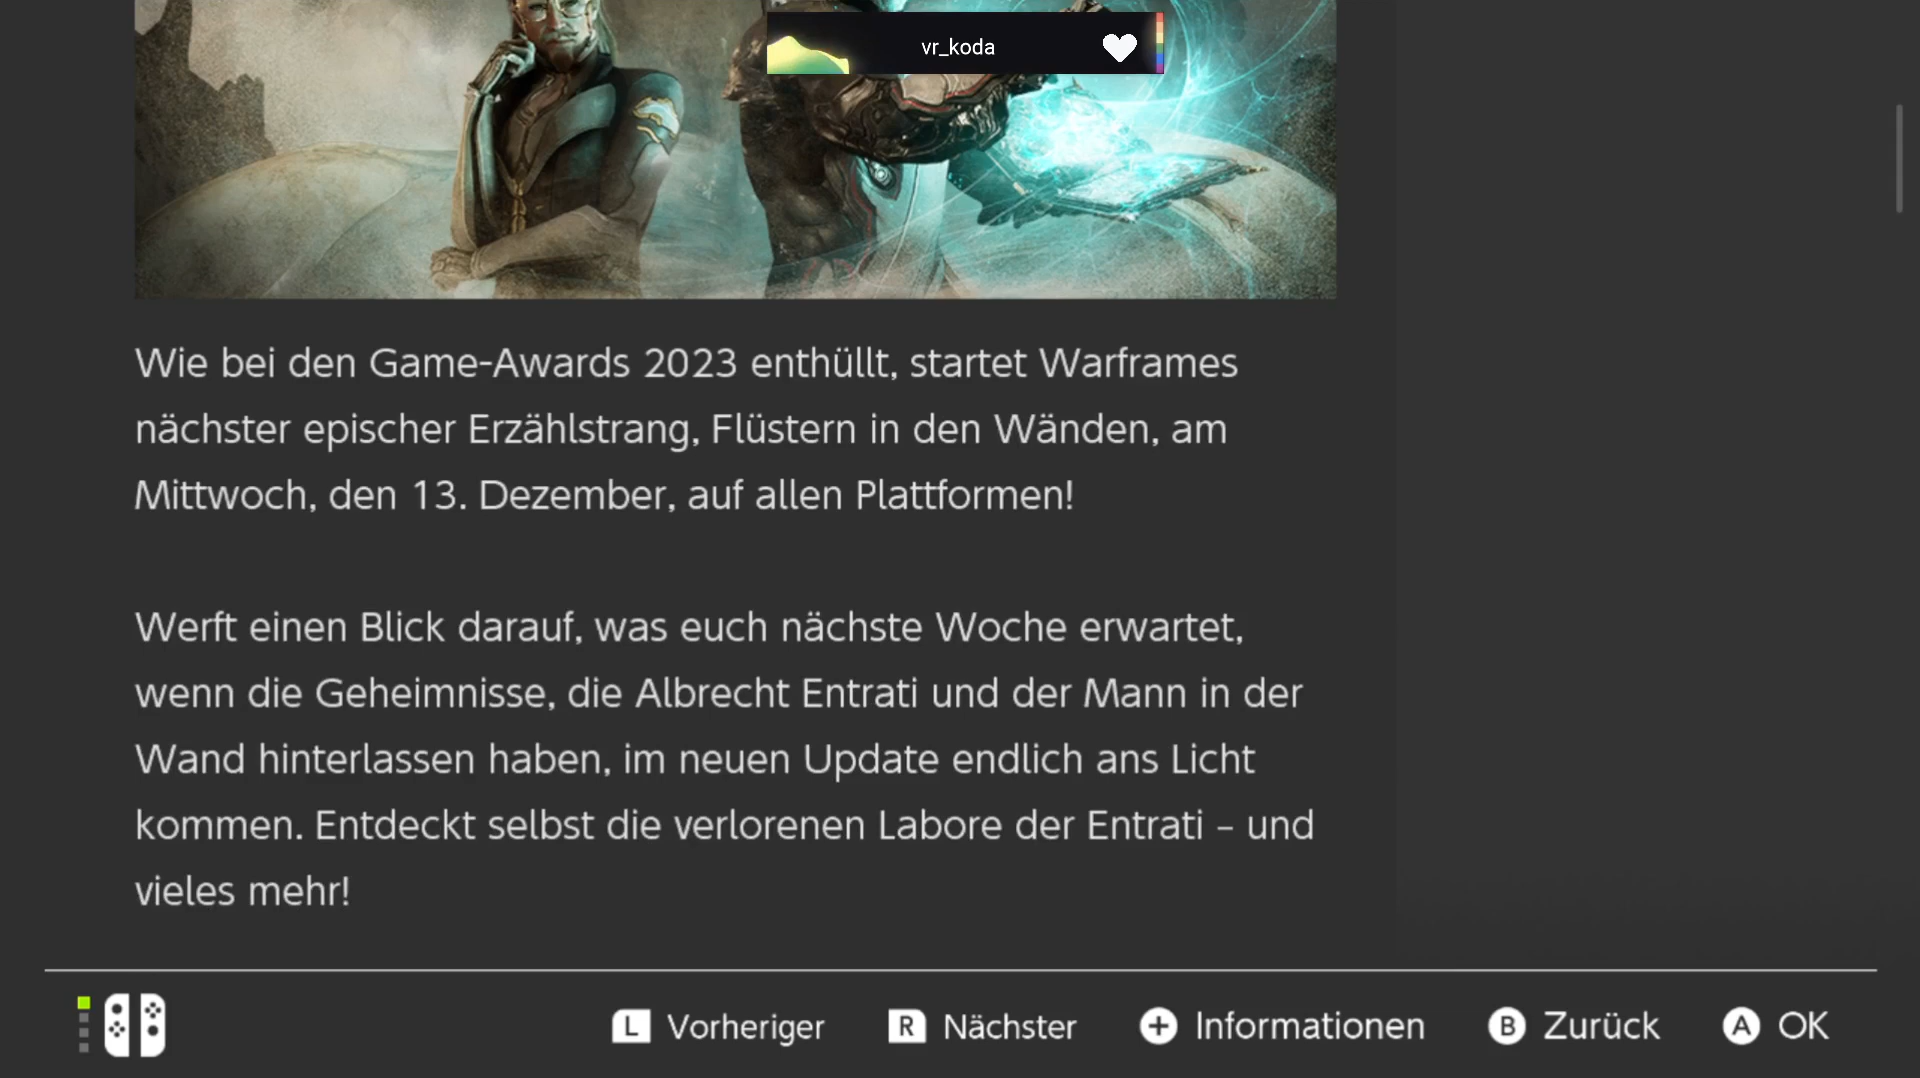 vr_koda
Wie bei den Game-Awards 2023 enthüllt, startet Warframes
nächster epischer Erzählstrang, Flüstern in den Wänden, am
Mittwoch, den 13. Dezember, auf allen Plattformen!
Werft einen Blick darauf, was euch nächste Woche erwartet,
wenn die Geheimnisse, die Albrecht Entrati und der Mann in der
Wand hinterlassen haben, im neuen Update endlich ans Licht
kommen. Entdeckt selbst die verlorenen Labore der Entrati – und
vieles mehr!
L Vorheriger R Nächster + Informationen B Zurück A OK